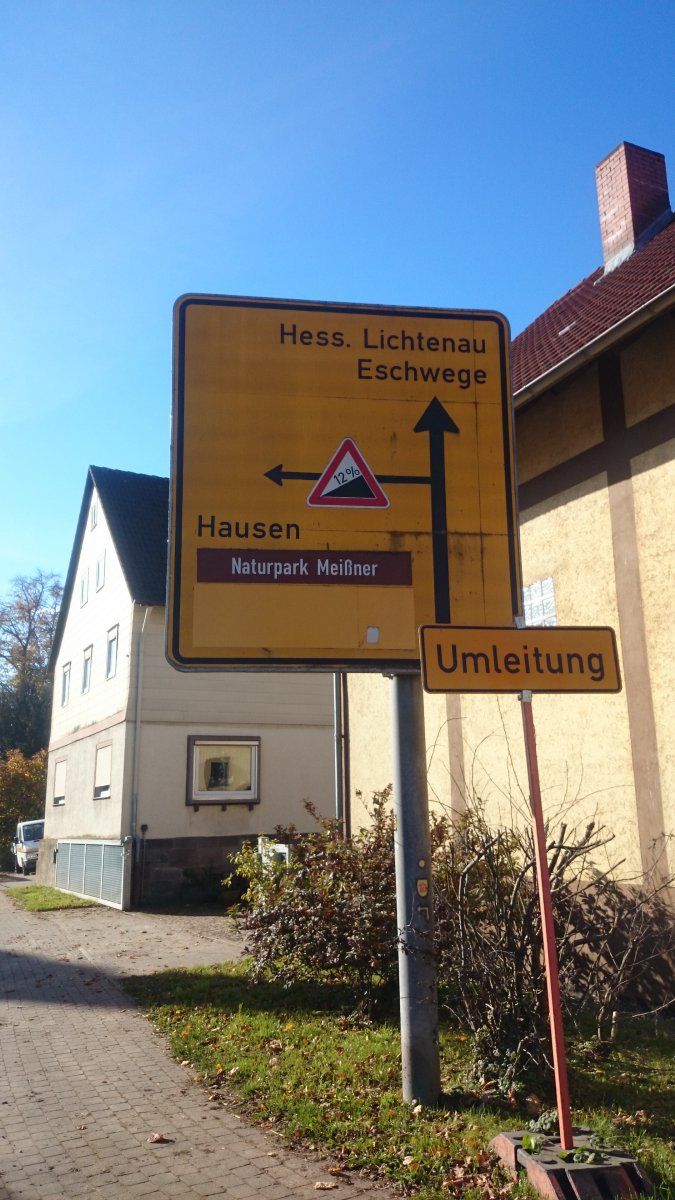 Hess. Lichtenau
Eschwege
12%
Hausen
Naturpark Meißner
Umleitung